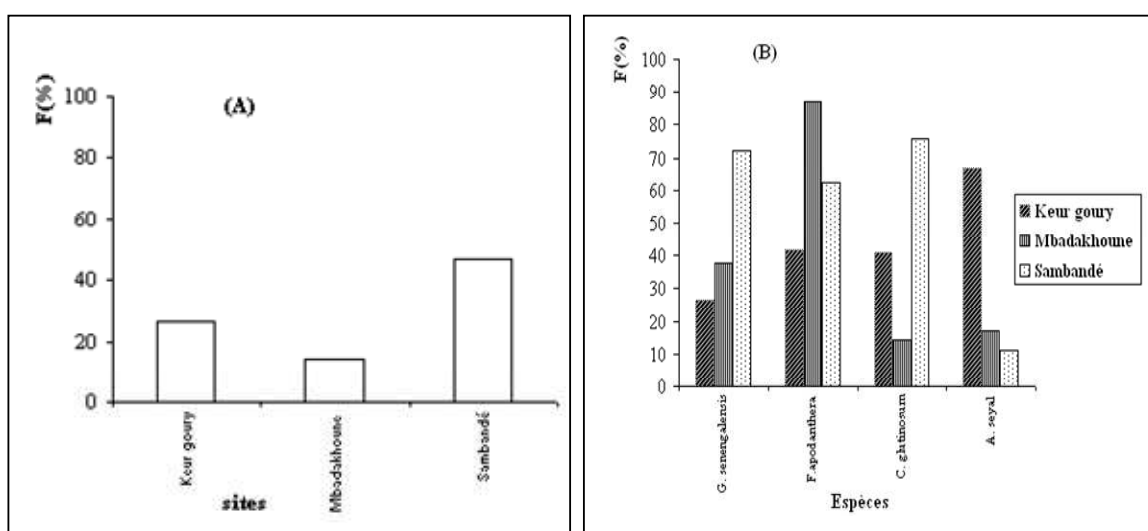 (A)
F(%)
100
80
60
40
20
0
Keur goury
Mbadakhoune
Sambandé
sites
(B)
F(%)
100
90
80
70
60
50
40
30
20
10
0
G. senengalensis
F.apodanthera
C. glutinosum
A. seyal
Espèces
Keur goury
Mbadakhoune
Sambandé